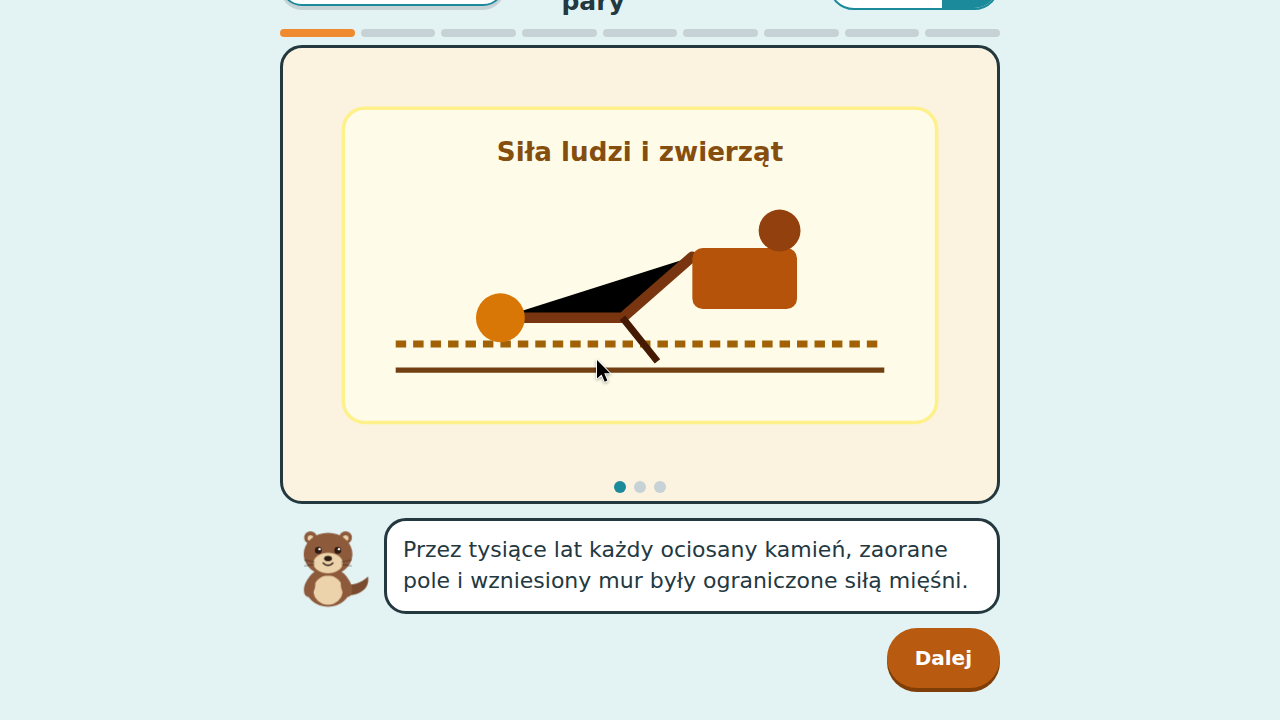 pary
Siła ludzi i zwierząt
Przez tysiące lat każdy ociosany kamień, zaorane
pole i wzniesiony mur były ograniczone siłą mięśni.
Dalej